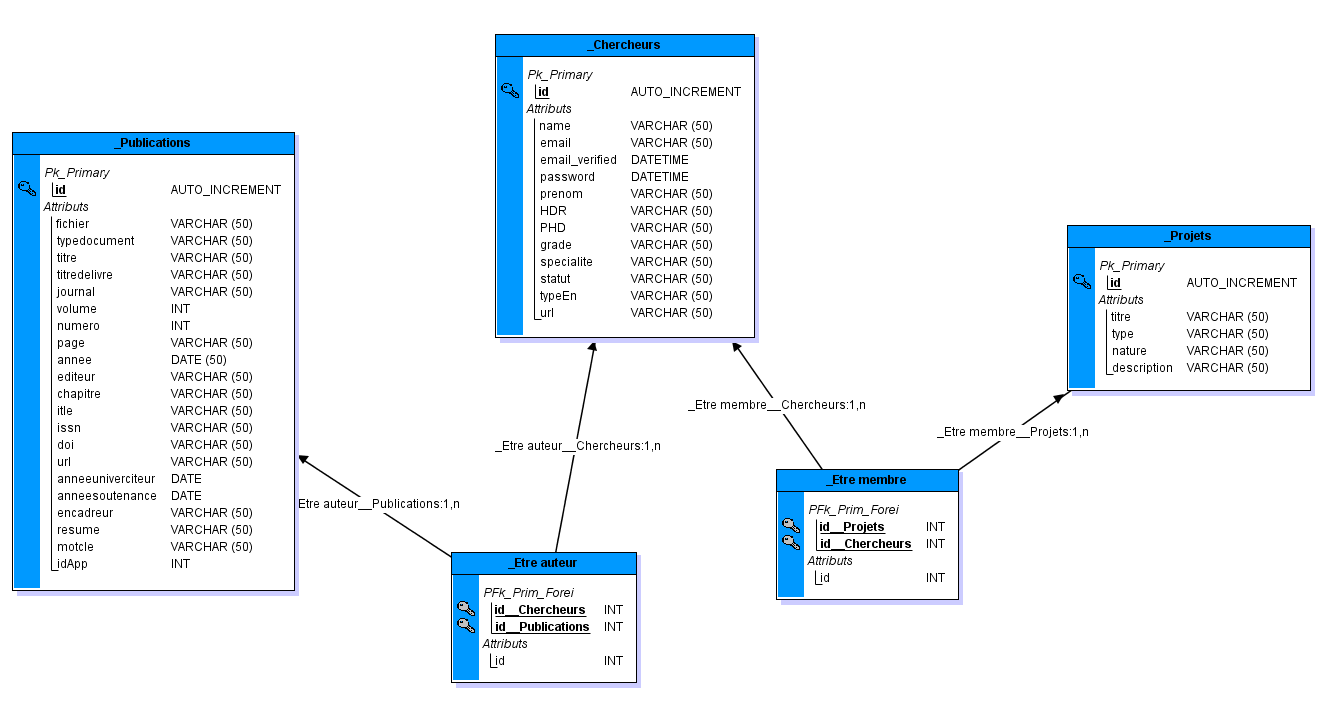 _Chercheurs
Pk_Primary
id AUTO_INCREMENT
Attributs
name VARCHAR (50)
email VARCHAR (50)
email_verified DATETIME
password DATETIME
prenom VARCHAR (50)
HDR VARCHAR (50)
PHD VARCHAR (50)
grade VARCHAR (50)
specialite VARCHAR (50)
statut VARCHAR (50)
typeEn VARCHAR (50)
url VARCHAR (50)
_Publications
Pk_Primary
id AUTO_INCREMENT
Attributs
fichier VARCHAR (50)
typedocument VARCHAR (50)
titre VARCHAR (50)
titredelivre VARCHAR (50)
journal VARCHAR (50)
volume INT
numero INT
page VARCHAR (50)
annee DATE (50)
editeur VARCHAR (50)
chapitre VARCHAR (50)
itle VARCHAR (50)
issn VARCHAR (50)
doi VARCHAR (50)
url VARCHAR (50)
anneeuniverciteur DATE
anneesoutenance DATE
encadreur VARCHAR (50)
resume VARCHAR (50)
motcle VARCHAR (50)
idApp INT
_Projets
Pk_Primary
id AUTO_INCREMENT
Attributs
titre VARCHAR (50)
type VARCHAR (50)
nature VARCHAR (50)
description VARCHAR (50)
_Etre membre__Chercheurs:1,n
_Etre membre__Projets:1,n
_Etre auteur__Chercheurs:1,n
Etre auteur__Publications:1,n
_Etre membre
PFk_Prim_Forei
id__Projets INT
id__Chercheurs INT
Attributs
id INT
_Etre auteur
PFk_Prim_Forei
id__Chercheurs INT
id__Publications INT
Attributs
id INT